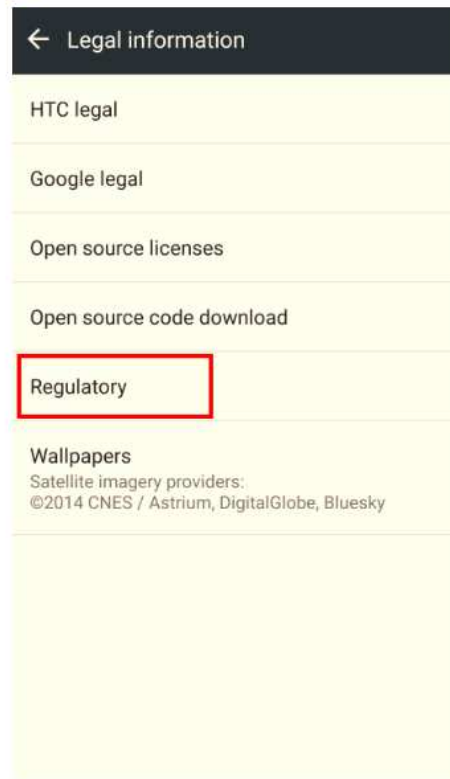 Legal information
HTC legal
Google legal
Open source licenses
Open source code download
Regulatory
Wallpapers
Satellite imagery providers:
©2014 CNES / Astrium, DigitalGlobe, Bluesky